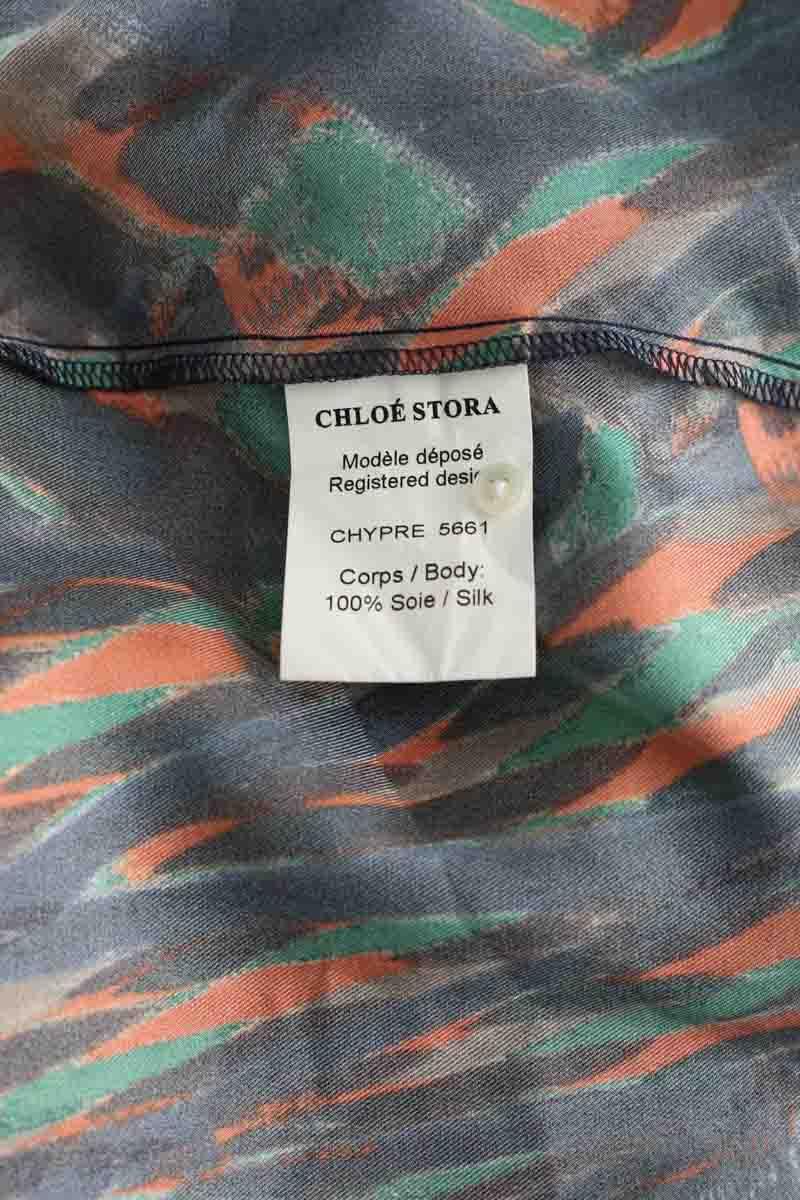 CHLOÉ STORA
Modèle déposé
Registered
CHYPRE 5661
Corps / Body:
100% Soie / Silk